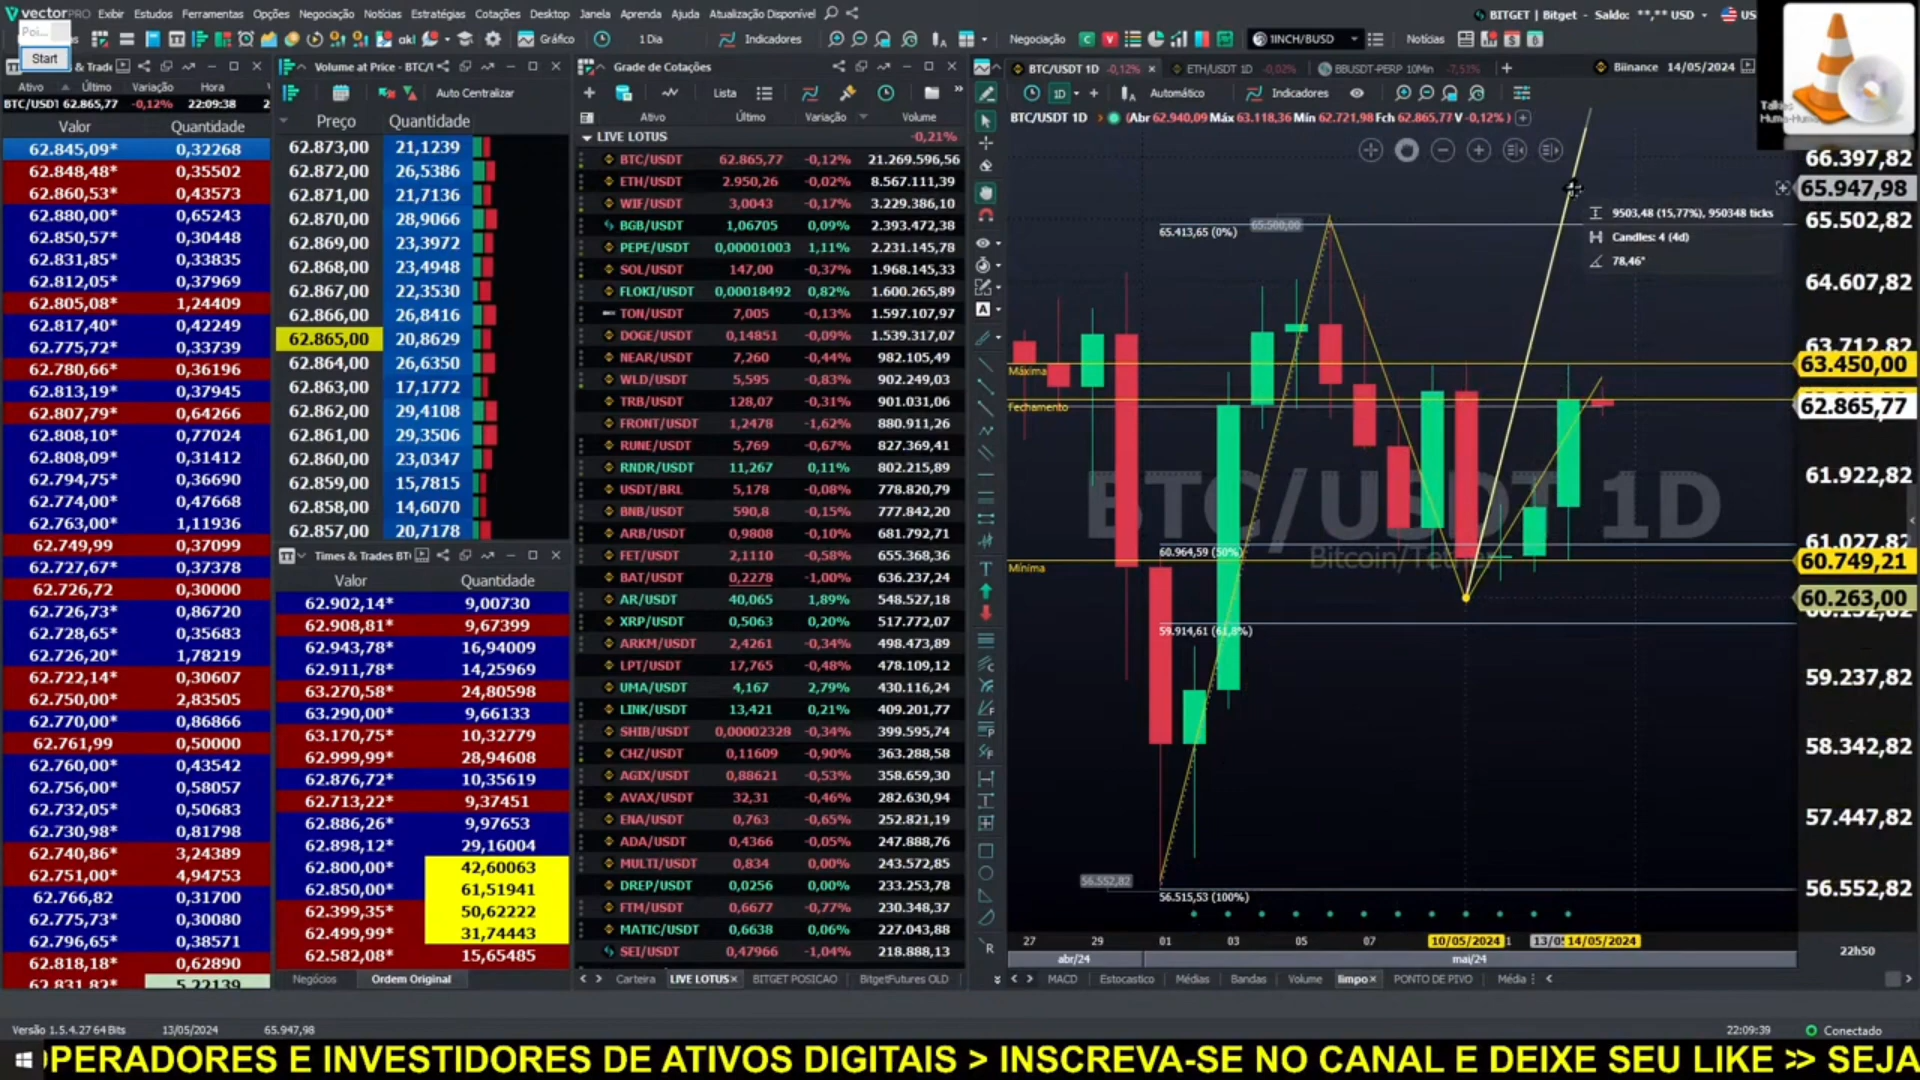 vectorPRO Exibir Estudos Ferramentas Opções Negociação Notícias Estratégias Cotações Desktop Janela Aprenda Ajuda Atualização Disponível
BITGET | Bitget - Saldo: **,** USD
US
Poi...
Start
Gráfico
1 Dia
Indicadores
Negociação
1INCH/BUSD
Notícias
& Trade
Ativo Último Variação Hora
BTC/USDT 62.865,77 -0,12% 22:09:38 2
Valor Quantidade
62.845,09* 0,32268
62.848,48* 0,35502
62.860,53* 0,43573
62.880,00* 0,65243
62.850,57* 0,30448
62.831,85* 0,33835
62.812,05* 0,37969
62.805,08* 1,24409
62.817,40* 0,42249
62.775,72* 0,33739
62.780,66* 0,36196
62.813,19* 0,37945
62.807,79* 0,64266
62.808,10* 0,77024
62.808,09* 0,31412
62.794,75* 0,36690
62.774,00* 0,47668
62.763,00* 1,11936
62.749,99 0,37099
62.727,67* 0,37378
62.726,72 0,30000
62.726,73* 0,86720
62.728,65* 0,35683
62.726,20* 1,78219
62.722,14* 0,30607
62.750,00* 2,83505
62.770,00* 0,86866
62.761,99 0,50000
62.760,00* 0,43542
62.756,00* 0,58057
62.732,05* 0,50683
62.730,98* 0,81798
62.740,86* 3,24389
62.751,00* 4,94753
62.766,82 0,31700
62.775,73* 0,30080
62.796,65* 0,38571
62.818,18* 0,62890
62.831,82* 5,22139
Volume at Price - BTC/U
Auto Centralizar
Preço Quantidade
62.873,00 21,1239
62.872,00 26,5386
62.871,00 21,7136
62.870,00 28,9066
62.869,00 23,3972
62.868,00 23,4948
62.867,00 22,3530
62.866,00 26,8416
62.865,00 20,8629
62.864,00 26,6350
62.863,00 17,1772
62.862,00 29,4108
62.861,00 29,3506
62.860,00 23,0347
62.859,00 15,7815
62.858,00 14,6070
62.857,00 20,7178
Times & Trades BT
Valor Quantidade
62.902,14* 9,00730
62.908,81* 9,67399
62.943,78* 16,94009
62.911,78* 14,25969
63.270,58* 24,80598
63.290,00* 9,66133
63.170,75* 10,32779
62.999,99* 28,94608
62.876,72* 10,35619
62.713,22* 9,37451
62.886,26* 9,97653
62.898,12* 29,16004
62.800,00* 42,60063
62.850,00* 61,51941
62.399,35* 50,62222
62.499,99* 31,74443
62.582,08* 15,65485
Negócios Ordem Original
Grade de Cotações
Lista
Ativo Último Variação Volume
LIVE LOTUS -0,21%
BTC/USDT 62.865,77 -0,12% 21.269.596,56
ETH/USDT 2.950,26 -0,02% 8.567.111,39
WIF/USDT 3,0043 -0,17% 3.229.386,10
BGB/USDT 1,06705 0,09% 2.393.472,38
PEPE/USDT 0,00001003 1,11% 2.231.145,78
SOL/USDT 147,00 -0,37% 1.968.145,33
FLOKI/USDT 0,00018492 0,82% 1.600.265,89
TON/USDT 7,005 -0,13% 1.597.107,97
DOGE/USDT 0,14851 -0,09% 1.539.317,07
NEAR/USDT 7,260 -0,44% 982.105,49
WLD/USDT 5,595 -0,83% 902.249,03
TRB/USDT 128,07 -0,31% 901.031,06
FRONT/USDT 1,2478 -1,62% 880.911,26
RUNE/USDT 5,769 -0,67% 827.369,41
RNDR/USDT 11,267 0,11% 802.215,89
USDT/BRL 5,178 -0,08% 778.820,79
BNB/USDT 590,8 -0,15% 777.842,20
ARB/USDT 0,9808 -0,10% 681.792,71
FET/USDT 2,1110 -0,58% 655.368,36
BAT/USDT 0,2278 -1,00% 636.237,24
AR/USDT 40,065 1,89% 548.527,18
XRP/USDT 0,5063 0,20% 517.772,07
ARKM/USDT 2,4261 -0,34% 498.473,89
LPT/USDT 17,765 -0,48% 478.109,12
UMA/USDT 4,167 2,79% 430.116,24
LINK/USDT 13,421 0,21% 409.201,77
SHIB/USDT 0,00002328 -0,34% 399.595,74
CHZ/USDT 0,11609 -0,90% 363.288,58
AGIX/USDT 0,88621 -0,53% 358.659,30
AVAX/USDT 32,31 -0,46% 282.630,94
ENA/USDT 0,763 -0,65% 252.821,19
ADA/USDT 0,4366 -0,05% 247.888,76
MULTI/USDT 0,834 0,00% 243.572,85
DREP/USDT 0,0256 0,00% 233.253,78
FTM/USDT 0,6677 -0,77% 230.348,37
MATIC/USDT 0,6638 0,06% 227.043,88
SEI/USDT 0,47966 -1,04% 218.888,13
Carteira LIVE LOTUS BITGET POSICAO BitgetFutures OLD
BTC/USDT 1D -0,12% ETH/USDT 1D -0,02% BBUSDT-PERP 10Min -7,51%
Biinance 14/05/2024
1D Automático Indicadores
BTC/USDT 1D (Abr 62.940,09 Máx 63.118,36 Mín 62.721,98 Fch 62.865,77 V -0,12%)
9503,48 (15,77%), 950348 ticks
Candles: 4 (4d)
78,46°
65.413,65 (0%)
65.500,00
Máxima
Fechamento
BTC/USDT 1D
Bitcoin/Tether
60.964,59 (50%)
Mínima
59.914,61 (61,8%)
56.552,82
56.515,53 (100%)
66.397,82
65.947,98
65.502,82
64.607,82
63.712,82
63.450,00
62.865,77
61.922,82
61.027,82
60.749,21
60.263,00
60.132,82
59.237,82
58.342,82
57.447,82
56.552,82
27 29 01 03 05 07 10/05/2024 1 13/0 14/05/2024
abr/24 mai/24
22h50
MACD Estocastico Médias Bandas Volume limpo PONTO DE PIVO Média
Versão 1.5.4.27 64 Bits 13/05/2024 65.947,98
22:09:39 Conectado
PERADORES E INVESTIDORES DE ATIVOS DIGITAIS > INSCREVA-SE NO CANAL E DEIXE SEU LIKE >> SEJA